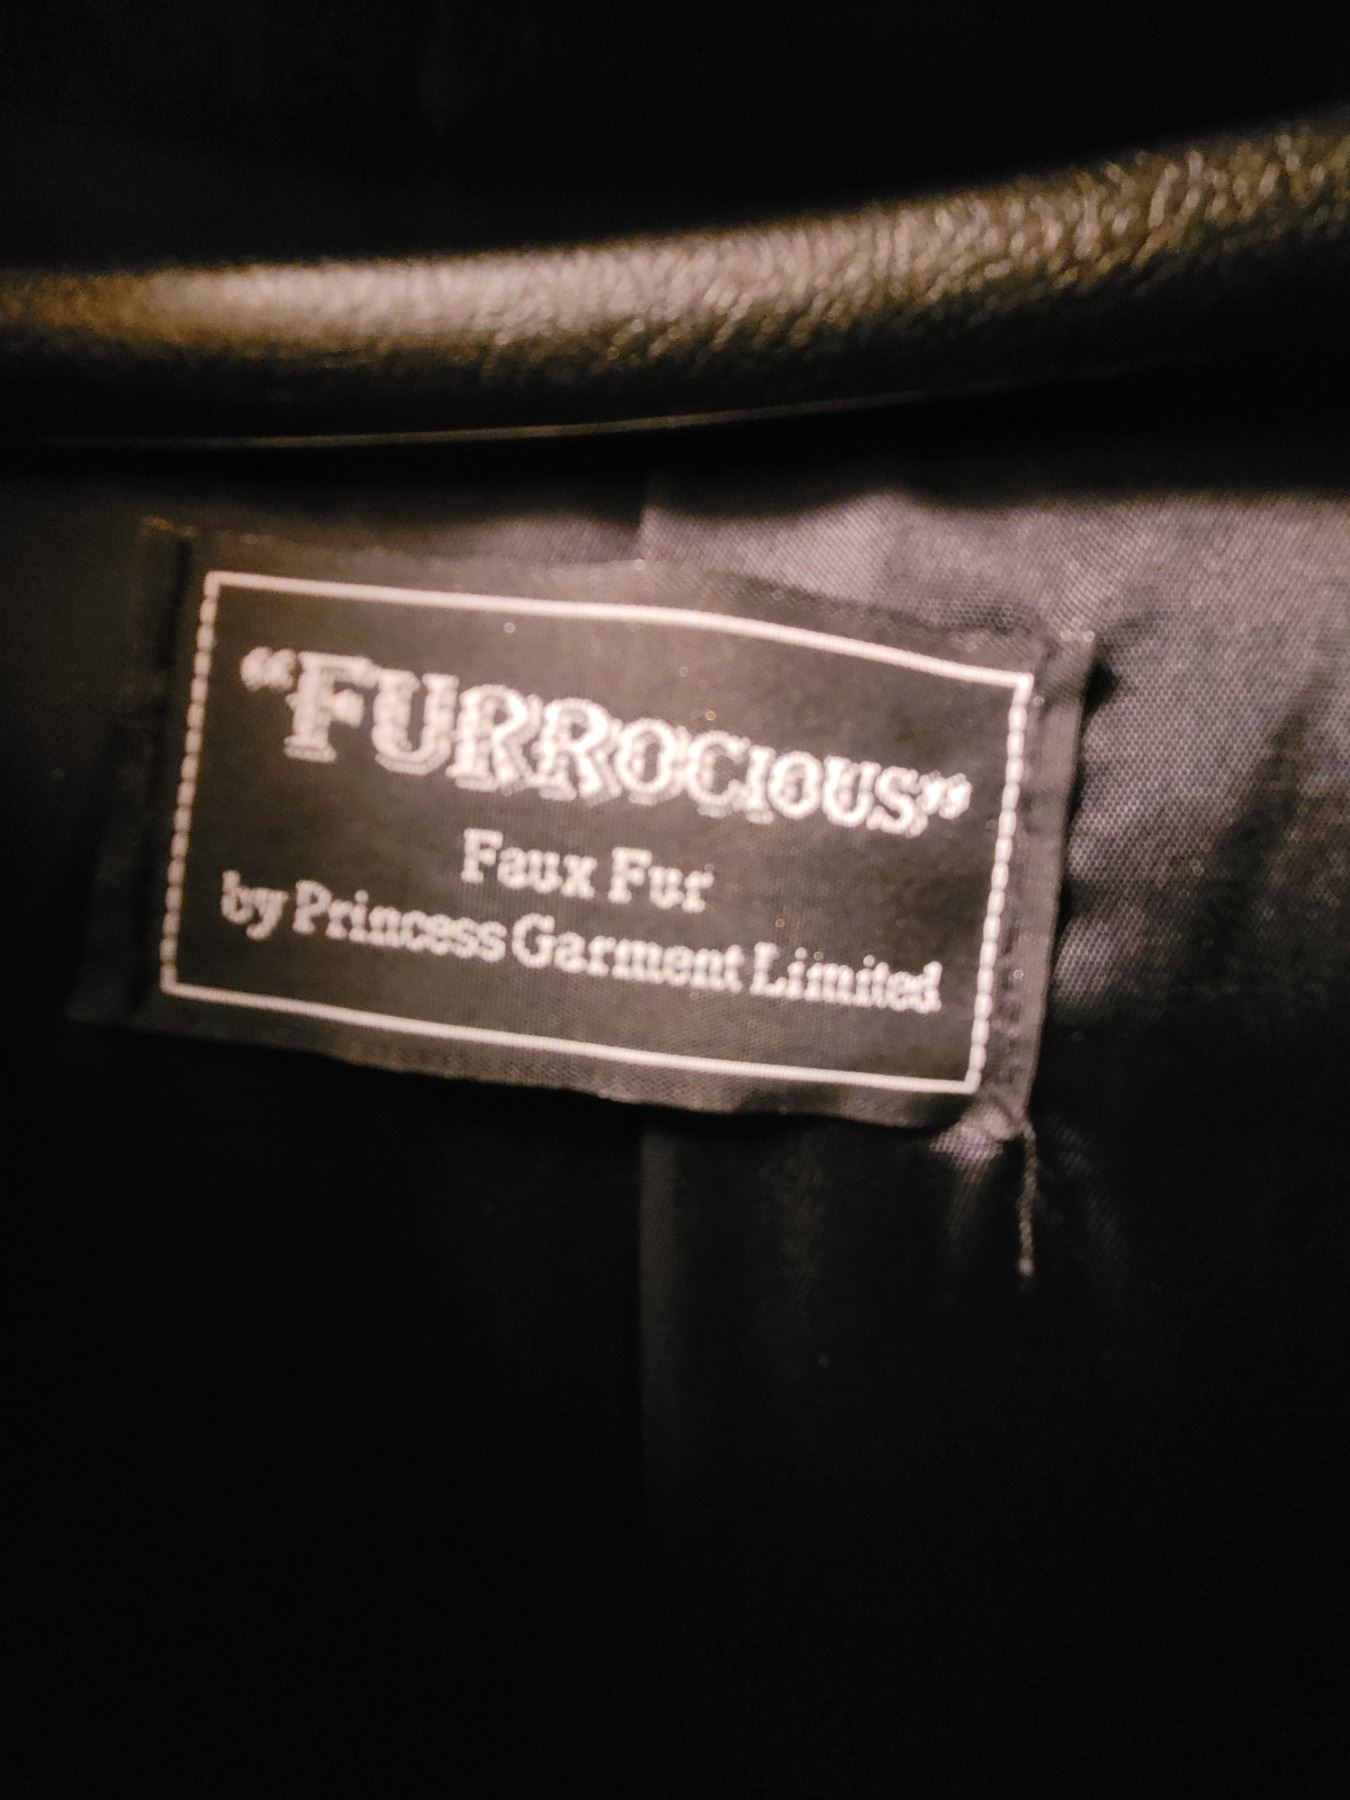 “FURROCIOUS”
Faux Fur
by Princess Garment Limited